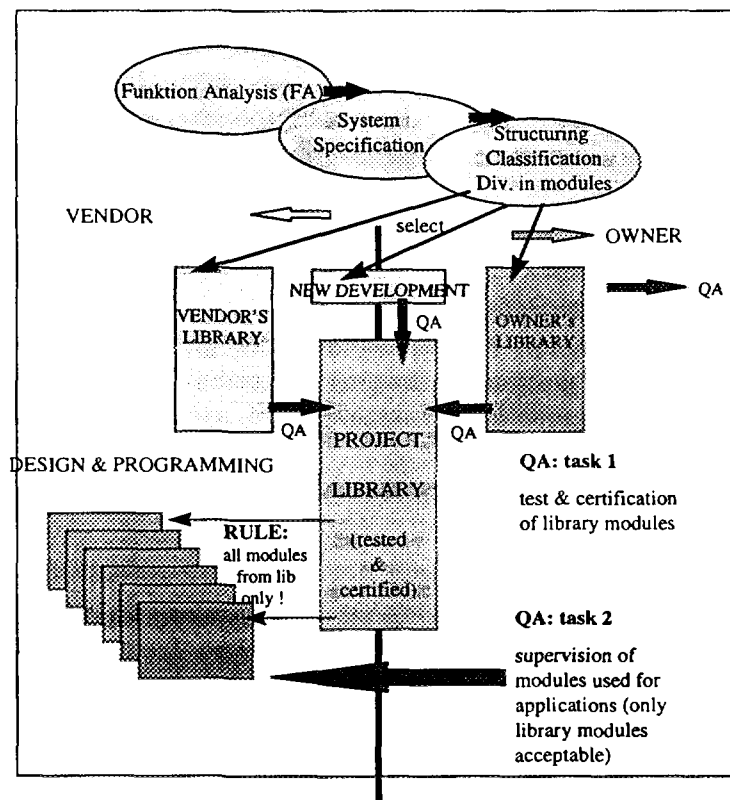 Funktion Analysis (FA)
System
Specification
Structuring
Classification
Div. in modules
VENDOR
select
OWNER
NEW DEVELOPMENT
QA
VENDOR'S
LIBRARY
QA
OWNER's
LIBRARY
QA
QA
PROJECT
LIBRARY
(tested
&
certified)
DESIGN & PROGRAMMING
RULE:
all modules
from lib
only !
QA: task 1
test & certification
of library modules
QA: task 2
supervision of
modules used for
applications (only
library modules
acceptable)